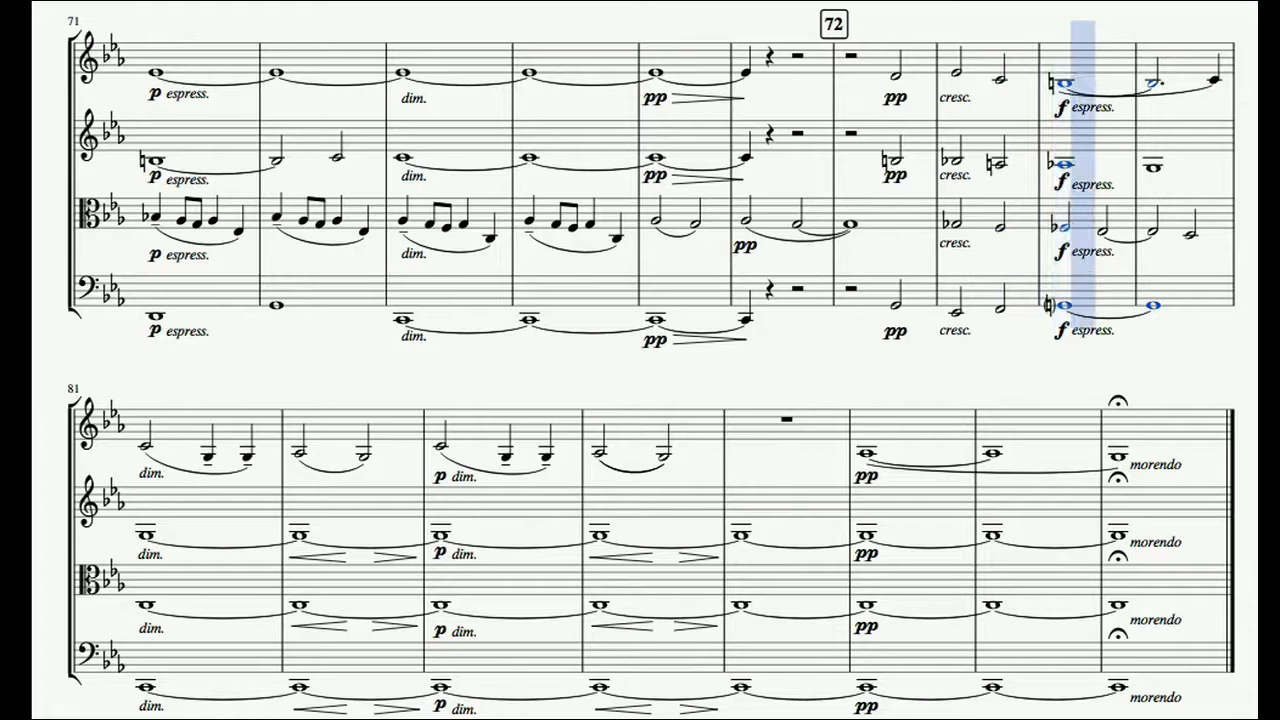 71
72
p espress. dim. pp pp cresc. f espress.
p espress. dim. pp pp cresc. f espress.
p espress. dim. pp cresc. f espress.
p espress. dim. pp pp cresc. f espress.
81
dim. p dim. pp morendo
dim. p dim. pp morendo
dim. p dim. pp morendo
dim. p dim. pp morendo